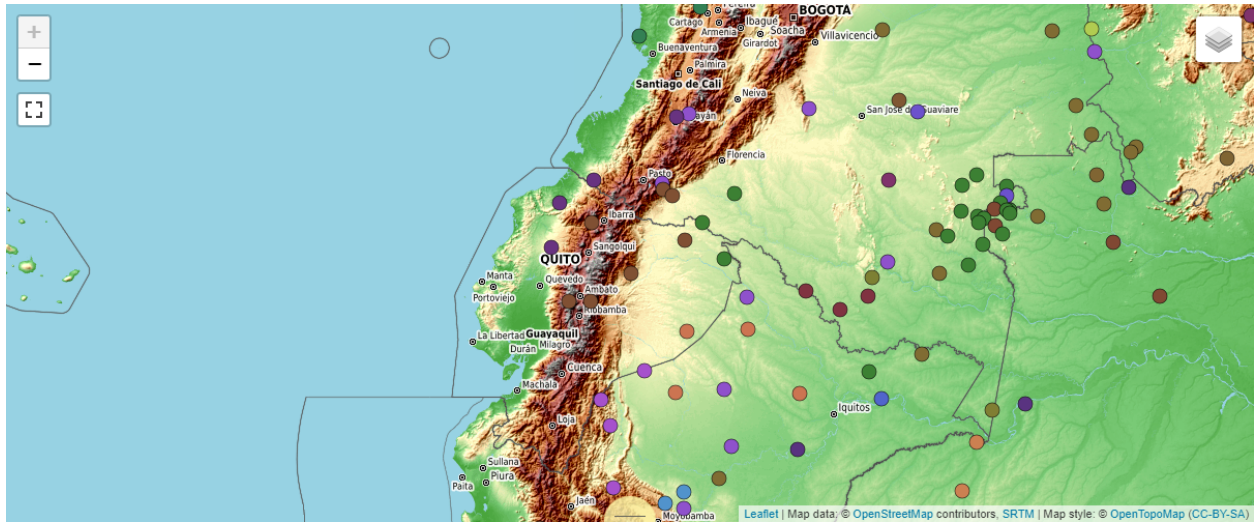 +
−
Pereira
BOGOTA
Cartago
Ibagué
Armenia
Soacha
Girardot
Villavicencio
Buenaventura
Palmira
Santiago de Cali
Neiva
San José del Guaviare
Florencia
Pasto
Ibarra
Sangolqui
QUITO
Manta
Quevedo
Ambato
Portoviejo
Riobamba
La Libertad
Guayaquil
Milagro
Durán
Cuenca
Machala
Iquitos
Loja
Sullana
Piura
Paita
Jaén
Moyobamba
Leaflet | Map data: © OpenStreetMap contributors, SRTM | Map style: © OpenTopoMap (CC-BY-SA)